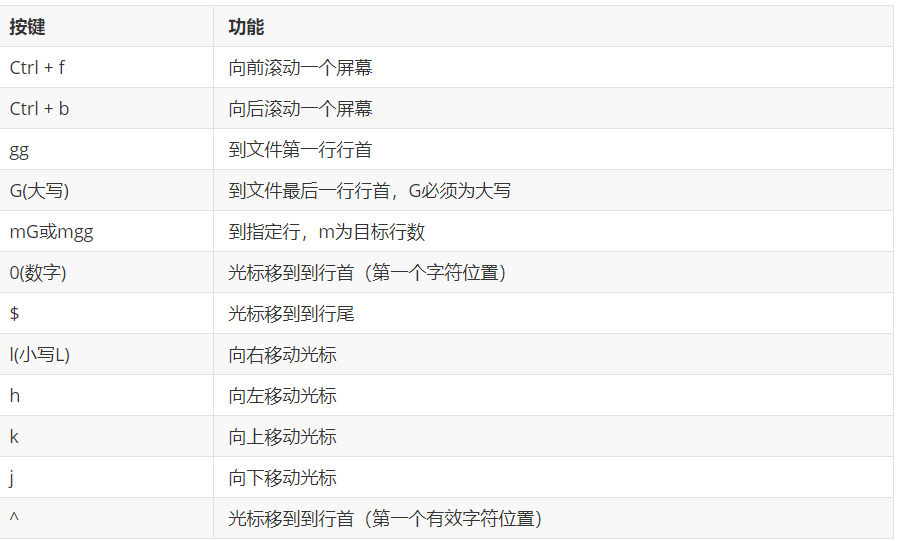 按键 功能
Ctrl + f 向前滚动一个屏幕
Ctrl + b 向后滚动一个屏幕
gg 到文件第一行行首
G(大写) 到文件最后一行行首，G必须为大写
mG或mgg 到指定行，m为目标行数
0(数字) 光标移到到行首（第一个字符位置）
$ 光标移到到行尾
l(小写L) 向右移动光标
h 向左移动光标
k 向上移动光标
j 向下移动光标
^ 光标移到到行首（第一个有效字符位置）